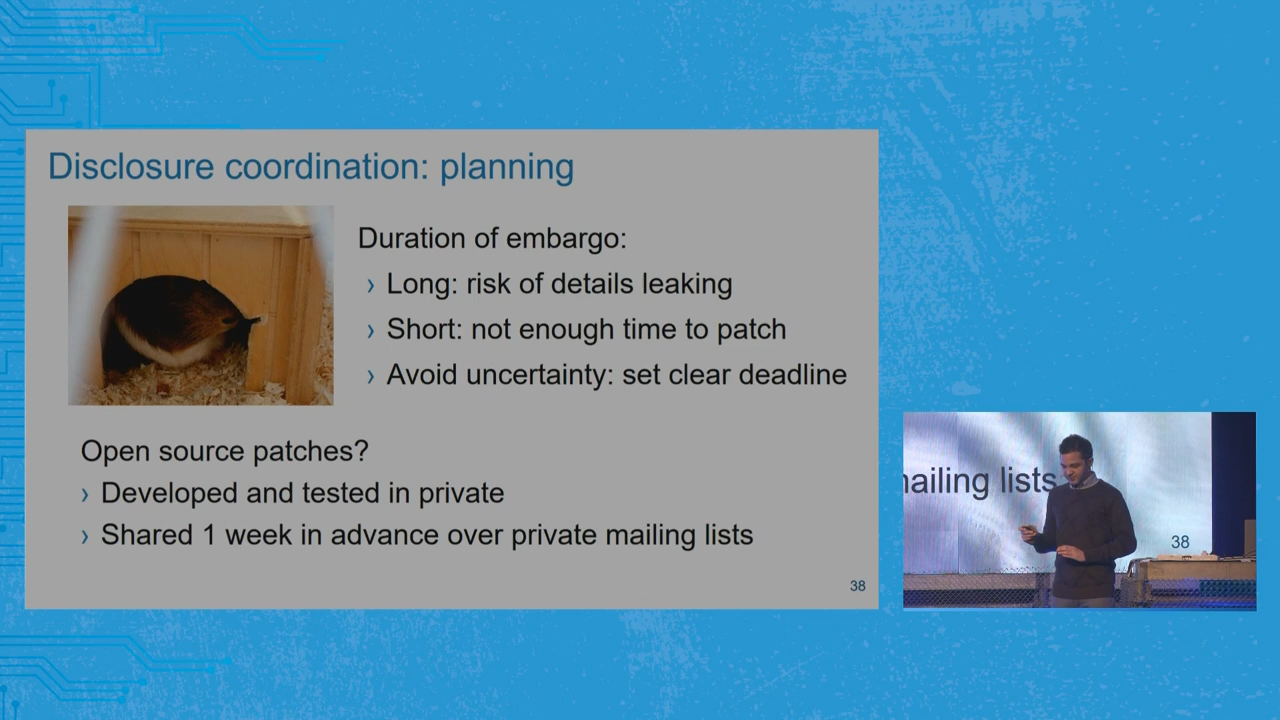 Disclosure coordination: planning
Duration of embargo:
› Long: risk of details leaking
› Short: not enough time to patch
› Avoid uncertainty: set clear deadline
Open source patches?
› Developed and tested in private
› Shared 1 week in advance over private mailing lists
38
mailing lists
38